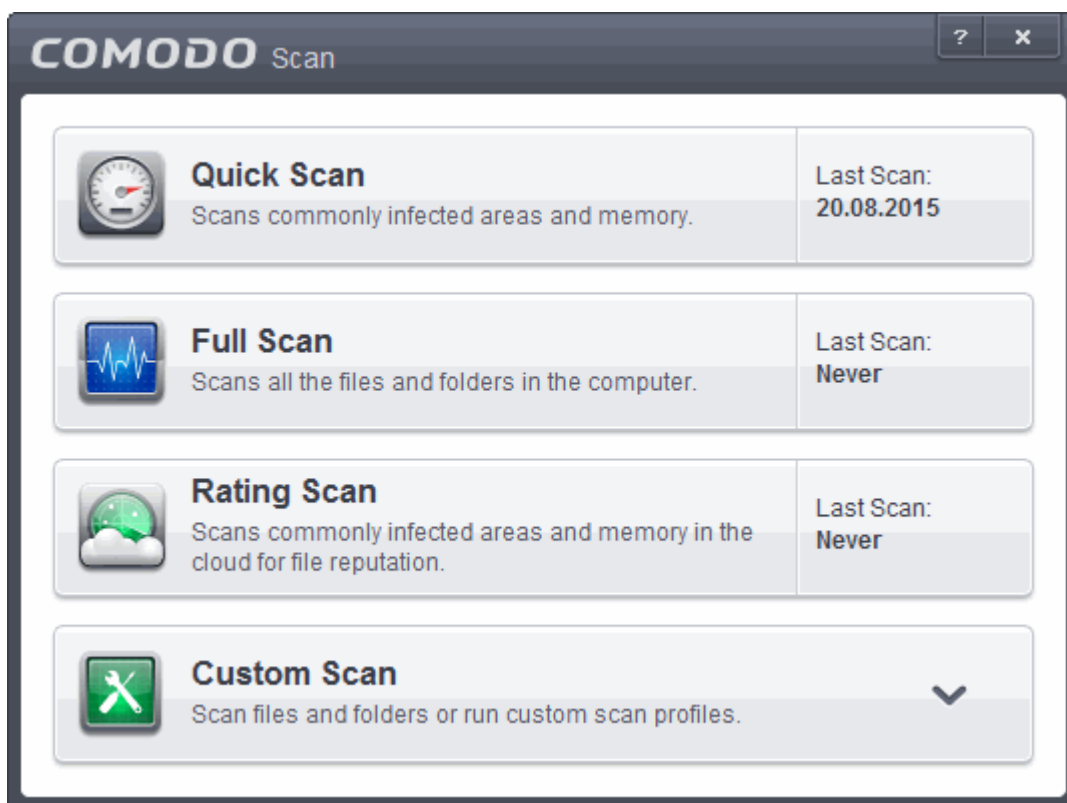 COMODO Scan
?
×
Quick Scan
Scans commonly infected areas and memory.
Last Scan:
20.08.2015
Full Scan
Scans all the files and folders in the computer.
Last Scan:
Never
Rating Scan
Scans commonly infected areas and memory in the
cloud for file reputation.
Last Scan:
Never
Custom Scan
Scan files and folders or run custom scan profiles.